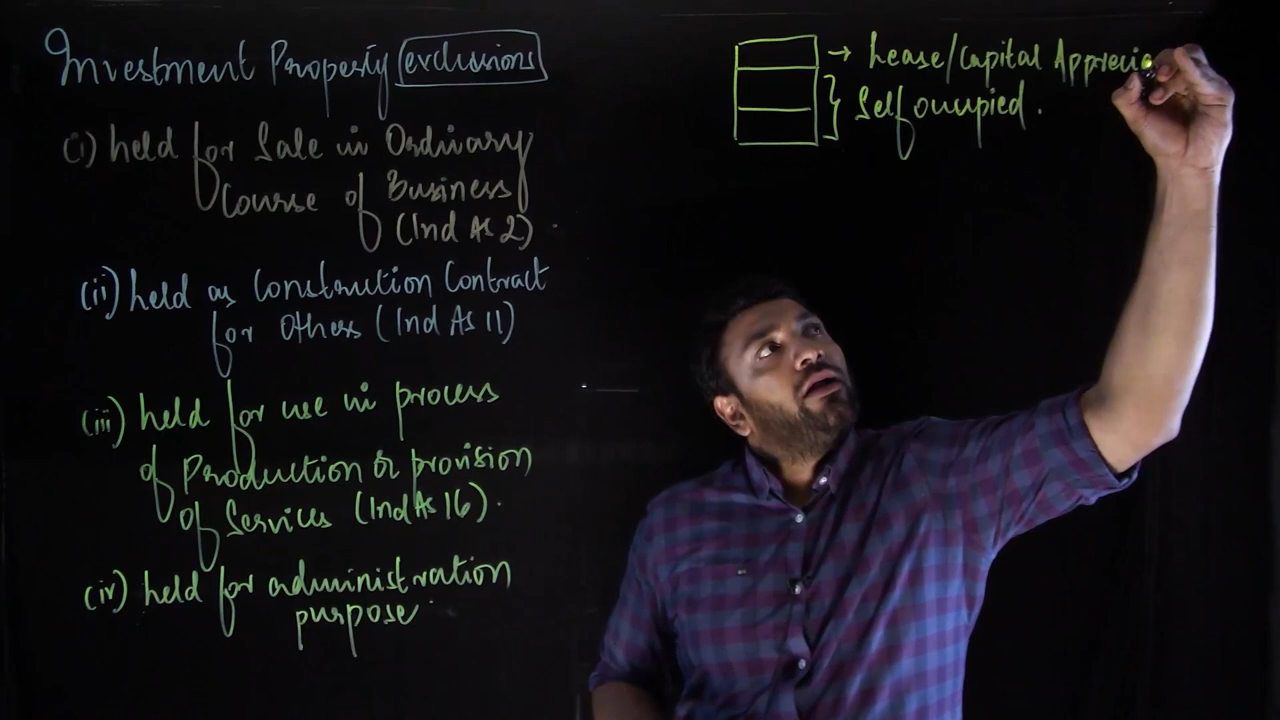 Investment Property exclusions
(i) held for Sale in Ordinary
Course of Business
(Ind As 2)
(ii) held as Construction Contract
for Others (Ind As 11)
(iii) held for use in process
of Production or provision
of Services (Ind As 16).
(iv) held for administration
purpose.
→ Lease/Capital Apprecia
Self occupied.